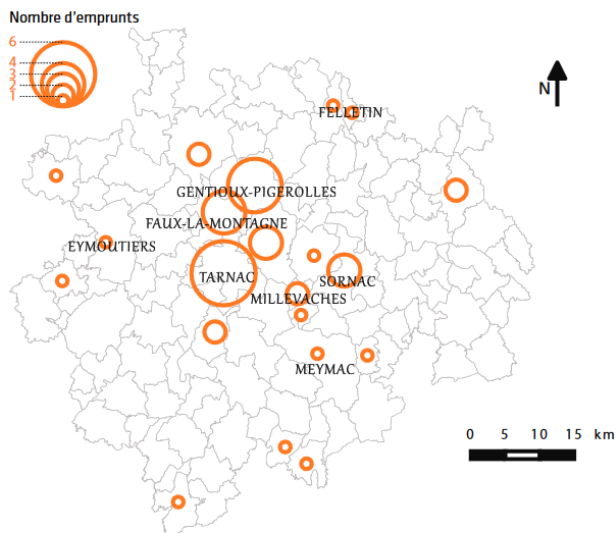 Nombre d'emprunts
6
4
3
2
1
N
FELLETIN
GENTIOUX-PIGEROLLES
FAUX-LA-MONTAGNE
EYMOUTIERS
TARNAC
SORNAC
MILLEVACHES
MEYMAC
0 5 10 15 km